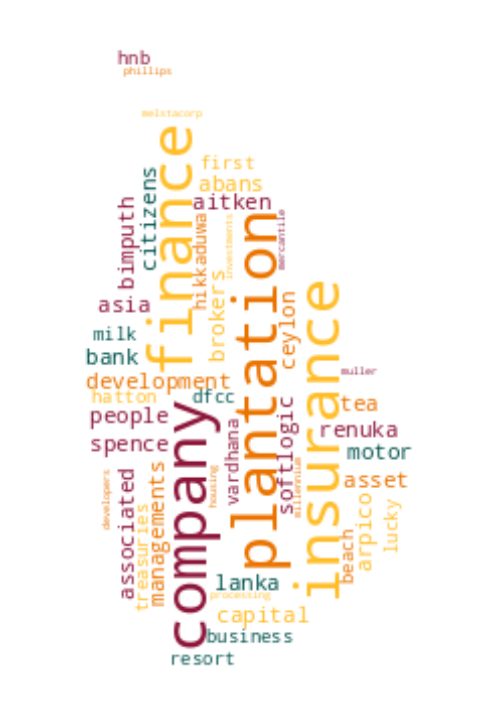 hnb
phillips
melstacorp
finance
first
citizens
abans
aitken
bimputh
hikkaduwa
investments
mercantile
plantation
brokers
asia
insurance
ceylon
milk
bank
muller
development
hatton
dfcc
tea
people
company
softlogic
renuka
spence
vardhana
motor
millennium
housing
asset
developers
associated
managements
treasuries
arpico
lucky
beach
lanka
processing
capital
business
resort